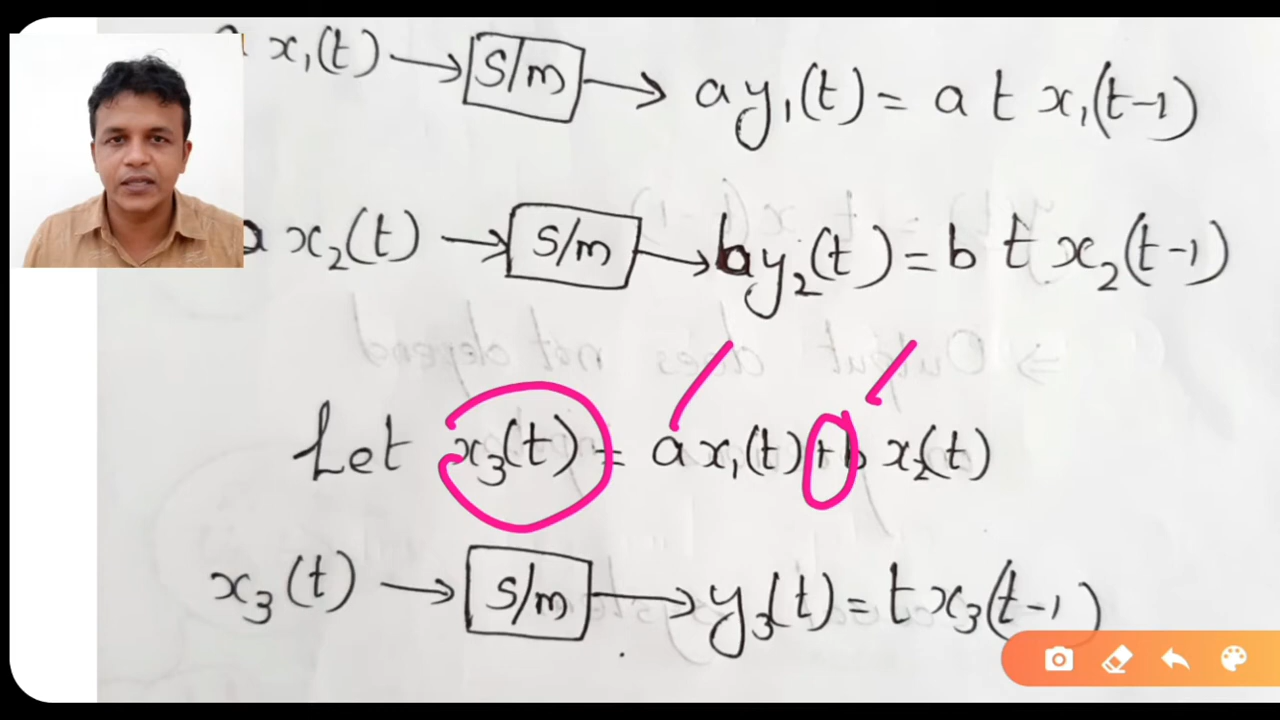 a x₁(t) → S/m → ay₁(t) = a t x₁(t-1)
a x₂(t) → S/m → by₂(t) = b t x₂(t-1)
Let x₃(t) = a x₁(t) + b x₂(t)
x₃(t) → S/m → y₃(t) = t x₃(t-1)